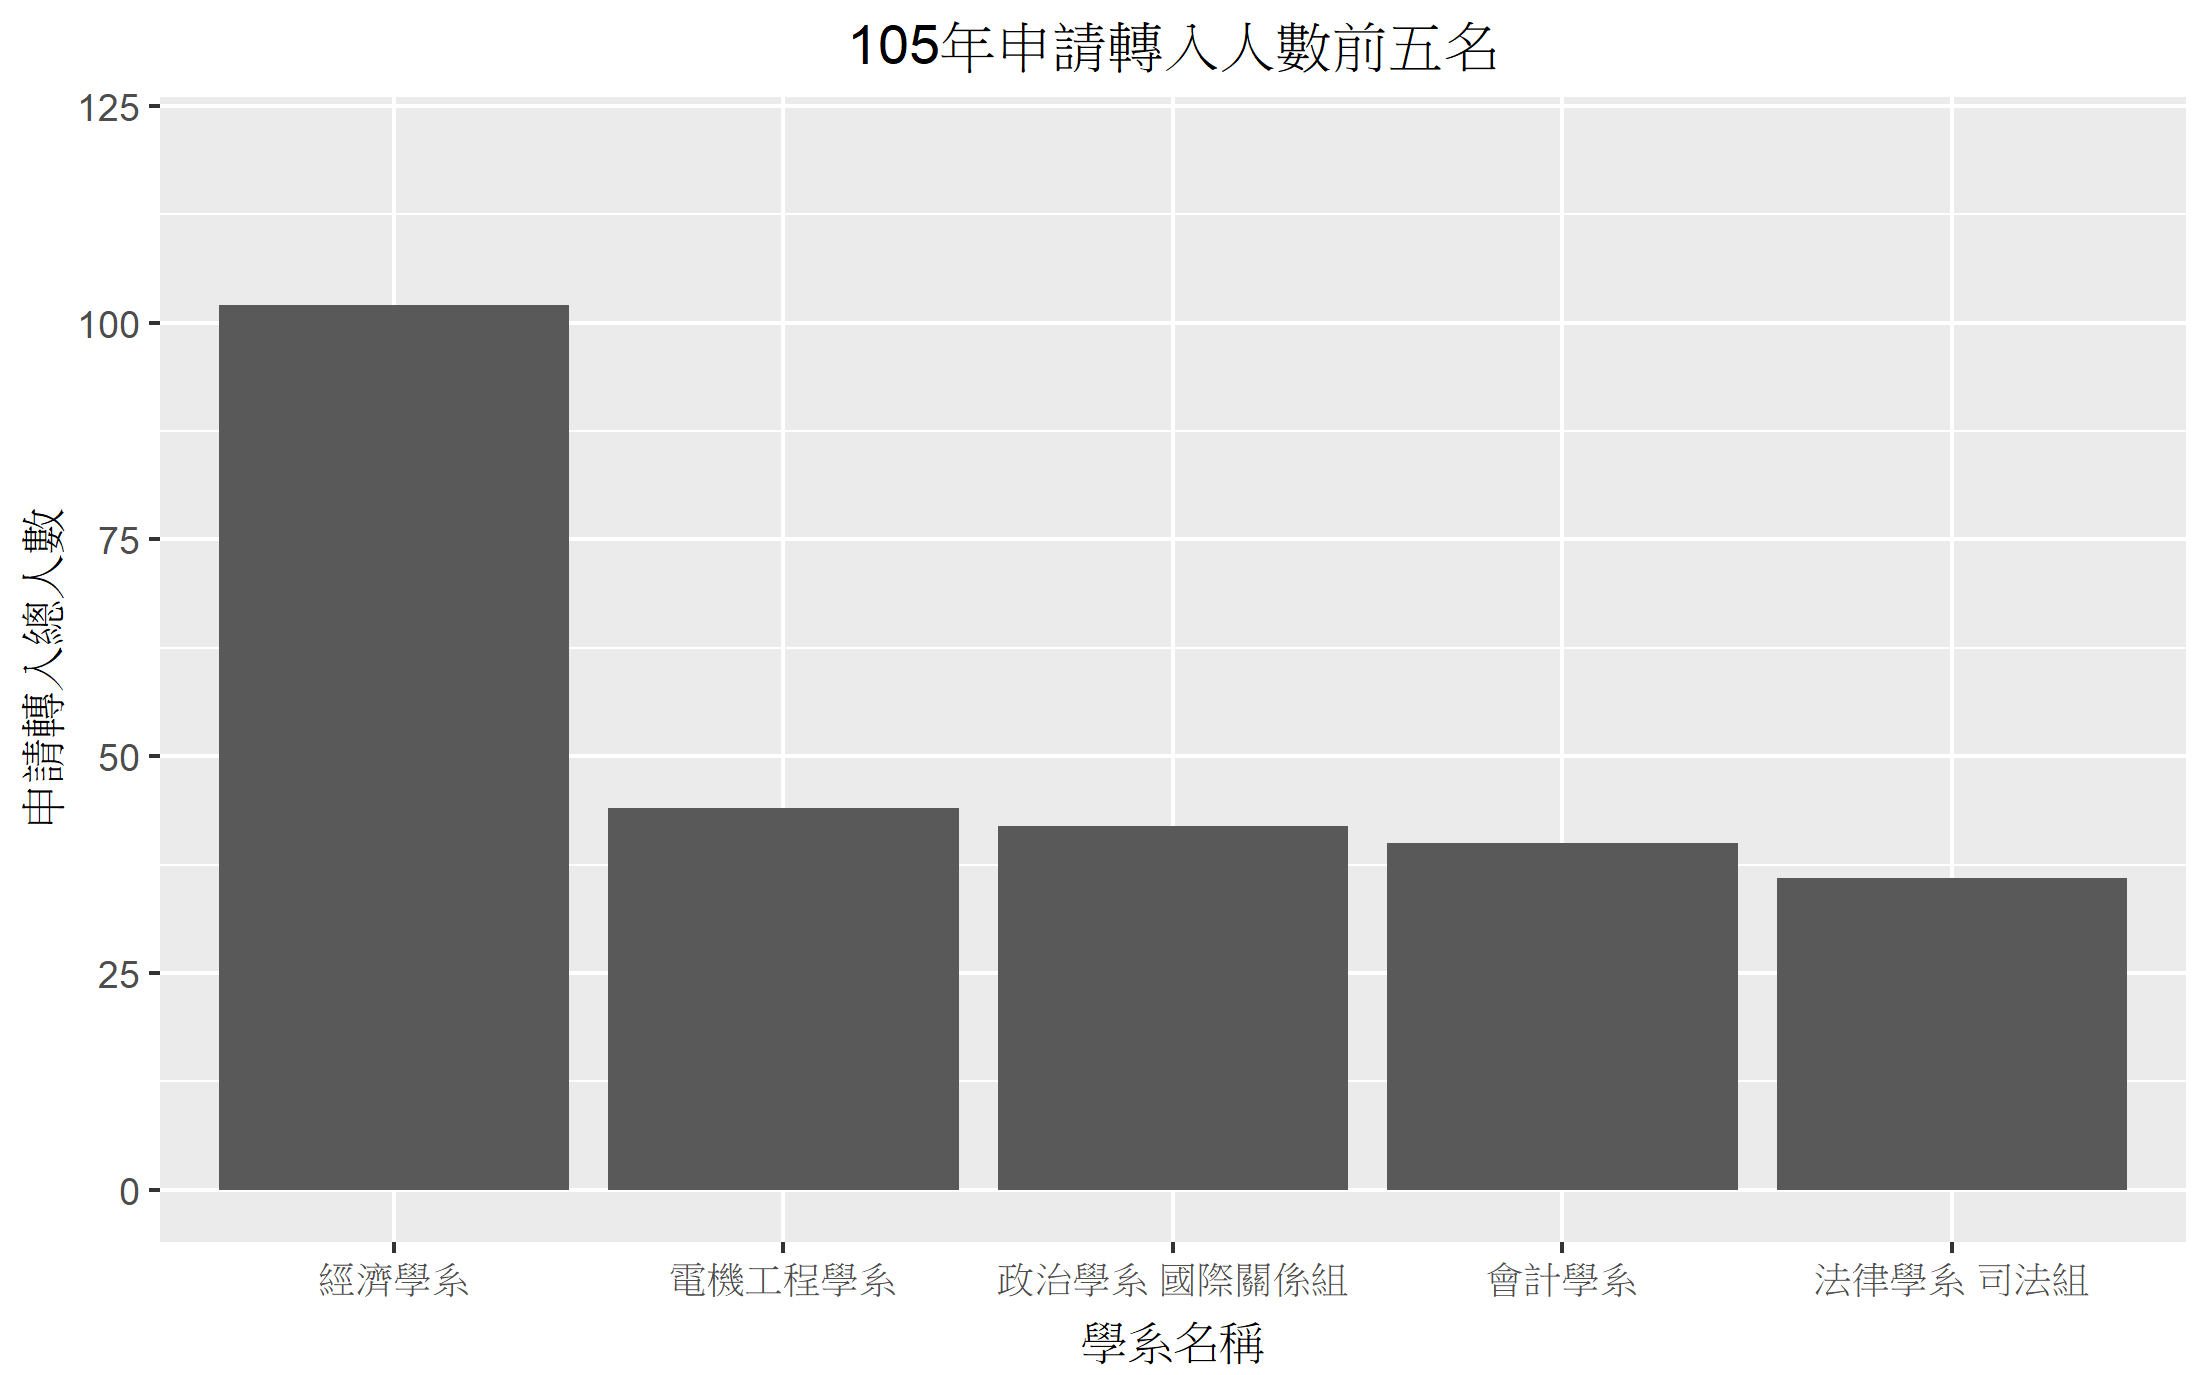 105年申請轉入人數前五名
125
100
75
50
25
0
申請轉入總人數
經濟學系
電機工程學系
政治學系 國際關係組
會計學系
法律學系 司法組
學系名稱